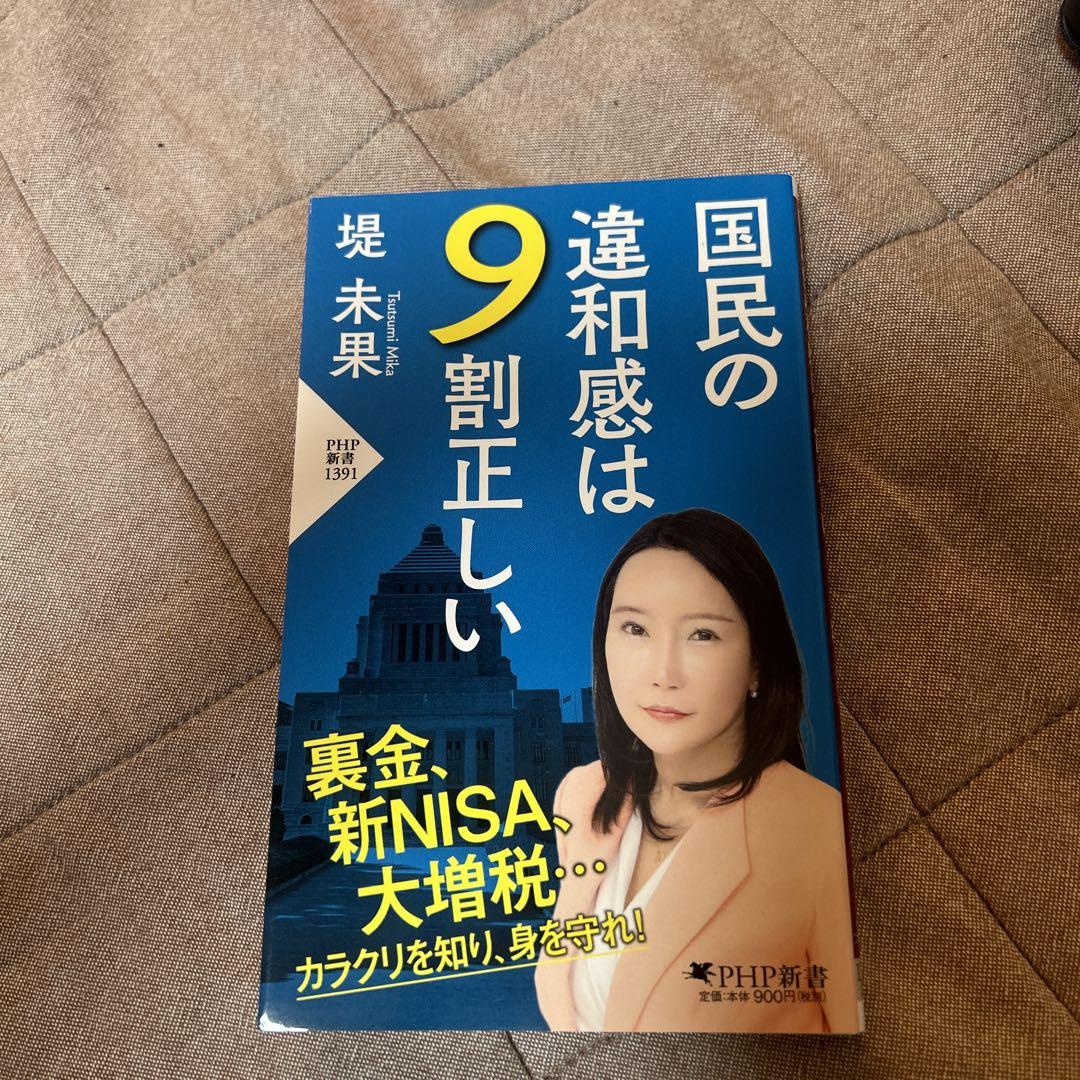 国民の
違和感は
9割正しい
堤 未果
Tsutsumi Mika
PHP
新書
1391
裏金、
新NISA、
大増税…
カラクリを知り、身を守れ!
PHP新書
定価:本体900円(税別)